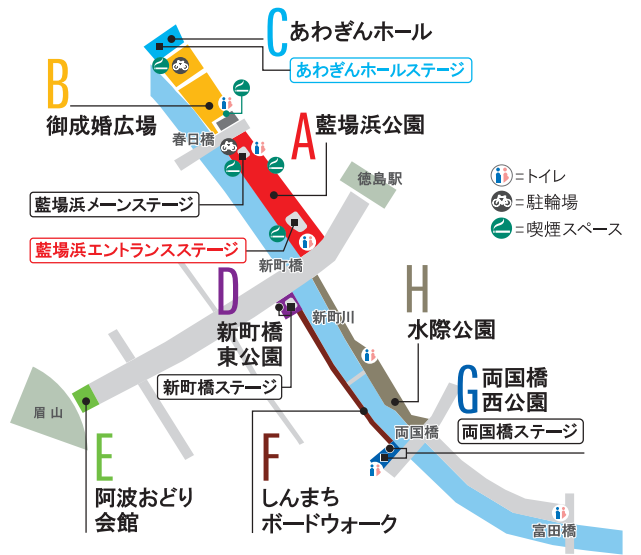 C
あわぎんホール
あわぎんホールステージ
B
御成婚広場
春日橋
A
藍場浜公園
徳島駅
=トイレ
=駐輪場
=喫煙スペース
藍場浜メーンステージ
藍場浜エントランスステージ
新町橋
D
新町橋
東公園
新町橋ステージ
新町川
H
水際公園
G
両国橋
西公園
両国橋ステージ
両国橋
眉山
E
阿波おどり
会館
F
しんまち
ボードウォーク
富田橋